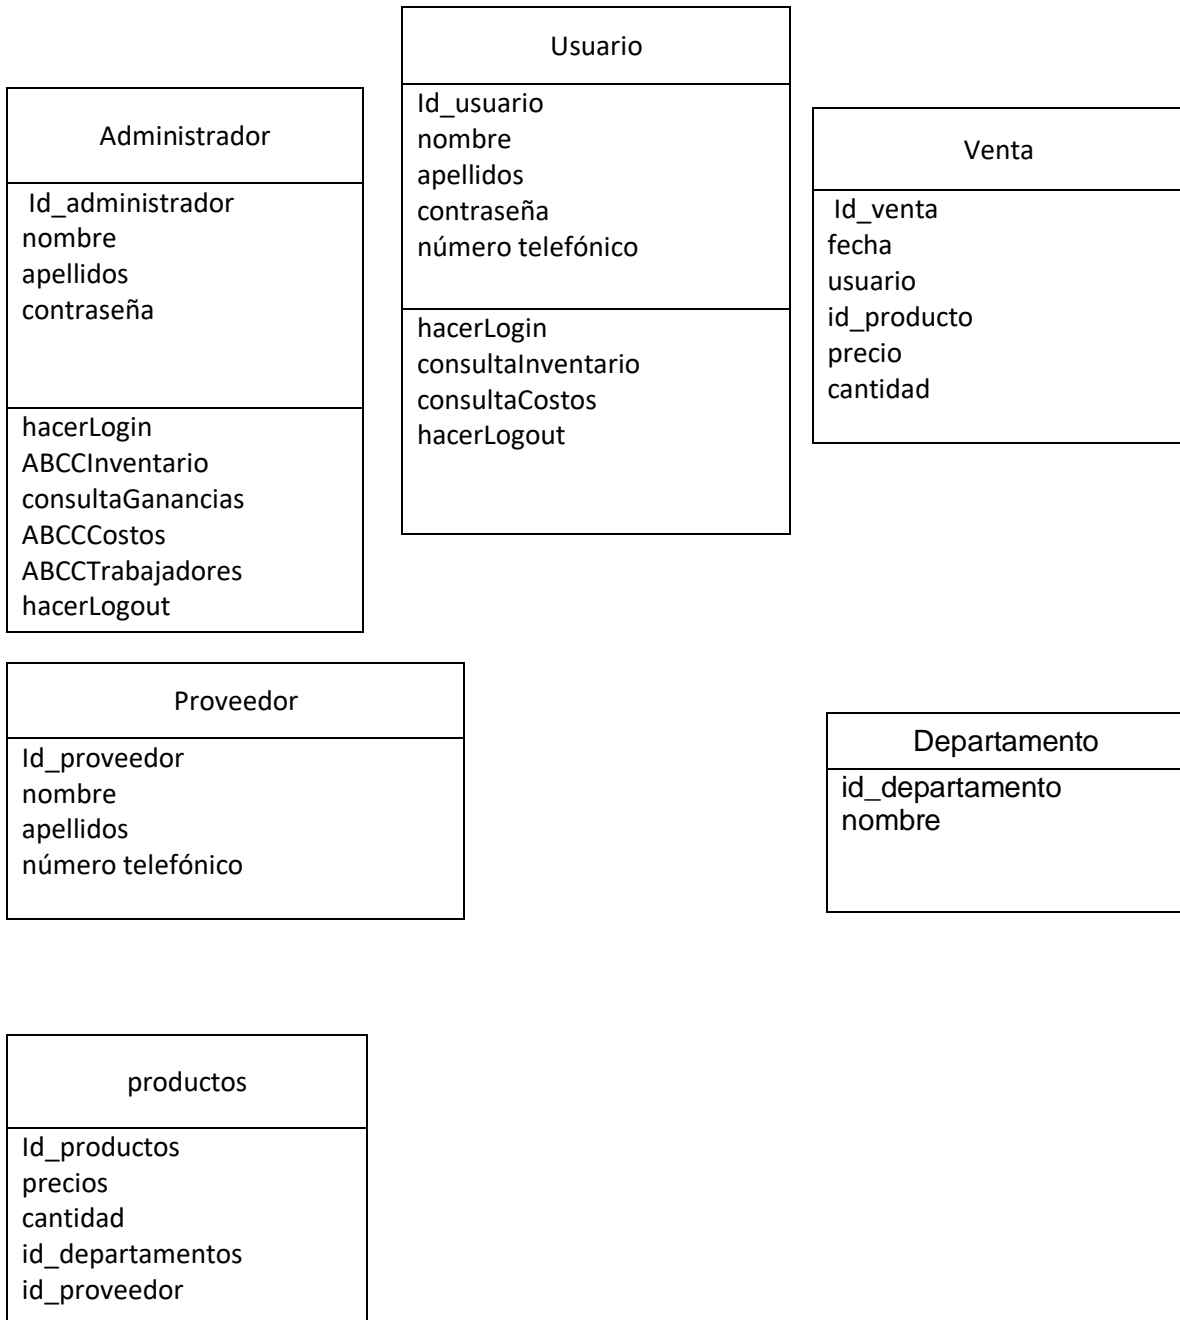 Administrador
Id_administrador
nombre
apellidos
contraseña
hacerLogin
ABCCInventario
consultaGanancias
ABCCCostos
ABCCTrabajadores
hacerLogout
Usuario
Id_usuario
nombre
apellidos
contraseña
número telefónico
hacerLogin
consultaInventario
consultaCostos
hacerLogout
Venta
Id_venta
fecha
usuario
id_producto
precio
cantidad
Proveedor
Id_proveedor
nombre
apellidos
número telefónico
Departamento
id_departamento
nombre
productos
Id_productos
precios
cantidad
id_departamentos
id_proveedor